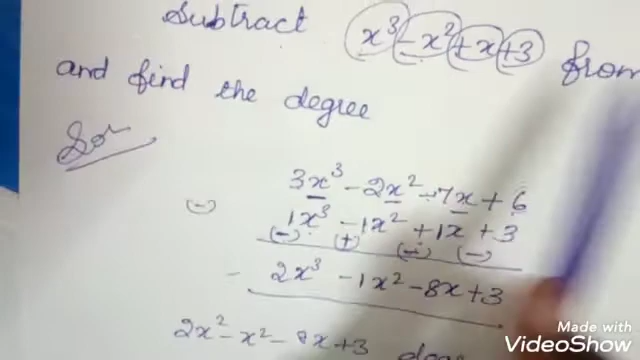 Subtract x³ - x² + x + 3 from
and find the degree
Solⁿ
3x³ - 2x² - 7x + 6
(-) 1x³ - 1x² + 1x + 3
(-) (+) (-) (-)
2x³ - 1x² - 8x + 3
2x² - x² - 8x + 3
Made with
VideoShow